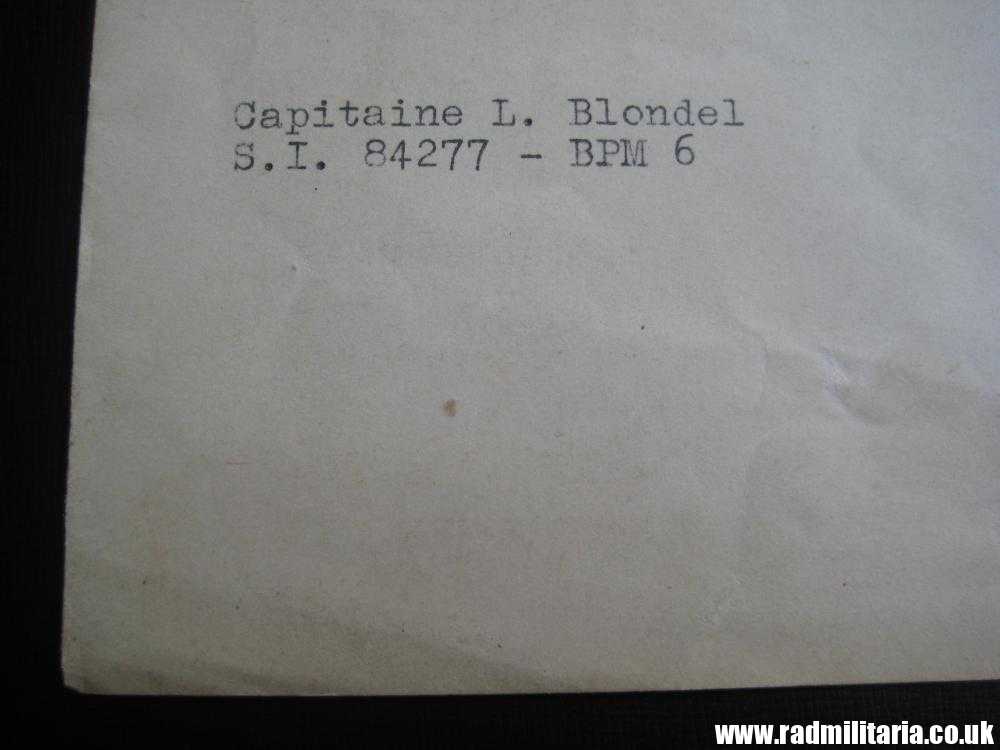 Capitaine L. Blondel
S.I. 84277 - BPM 6
www.radmilitaria.co.uk